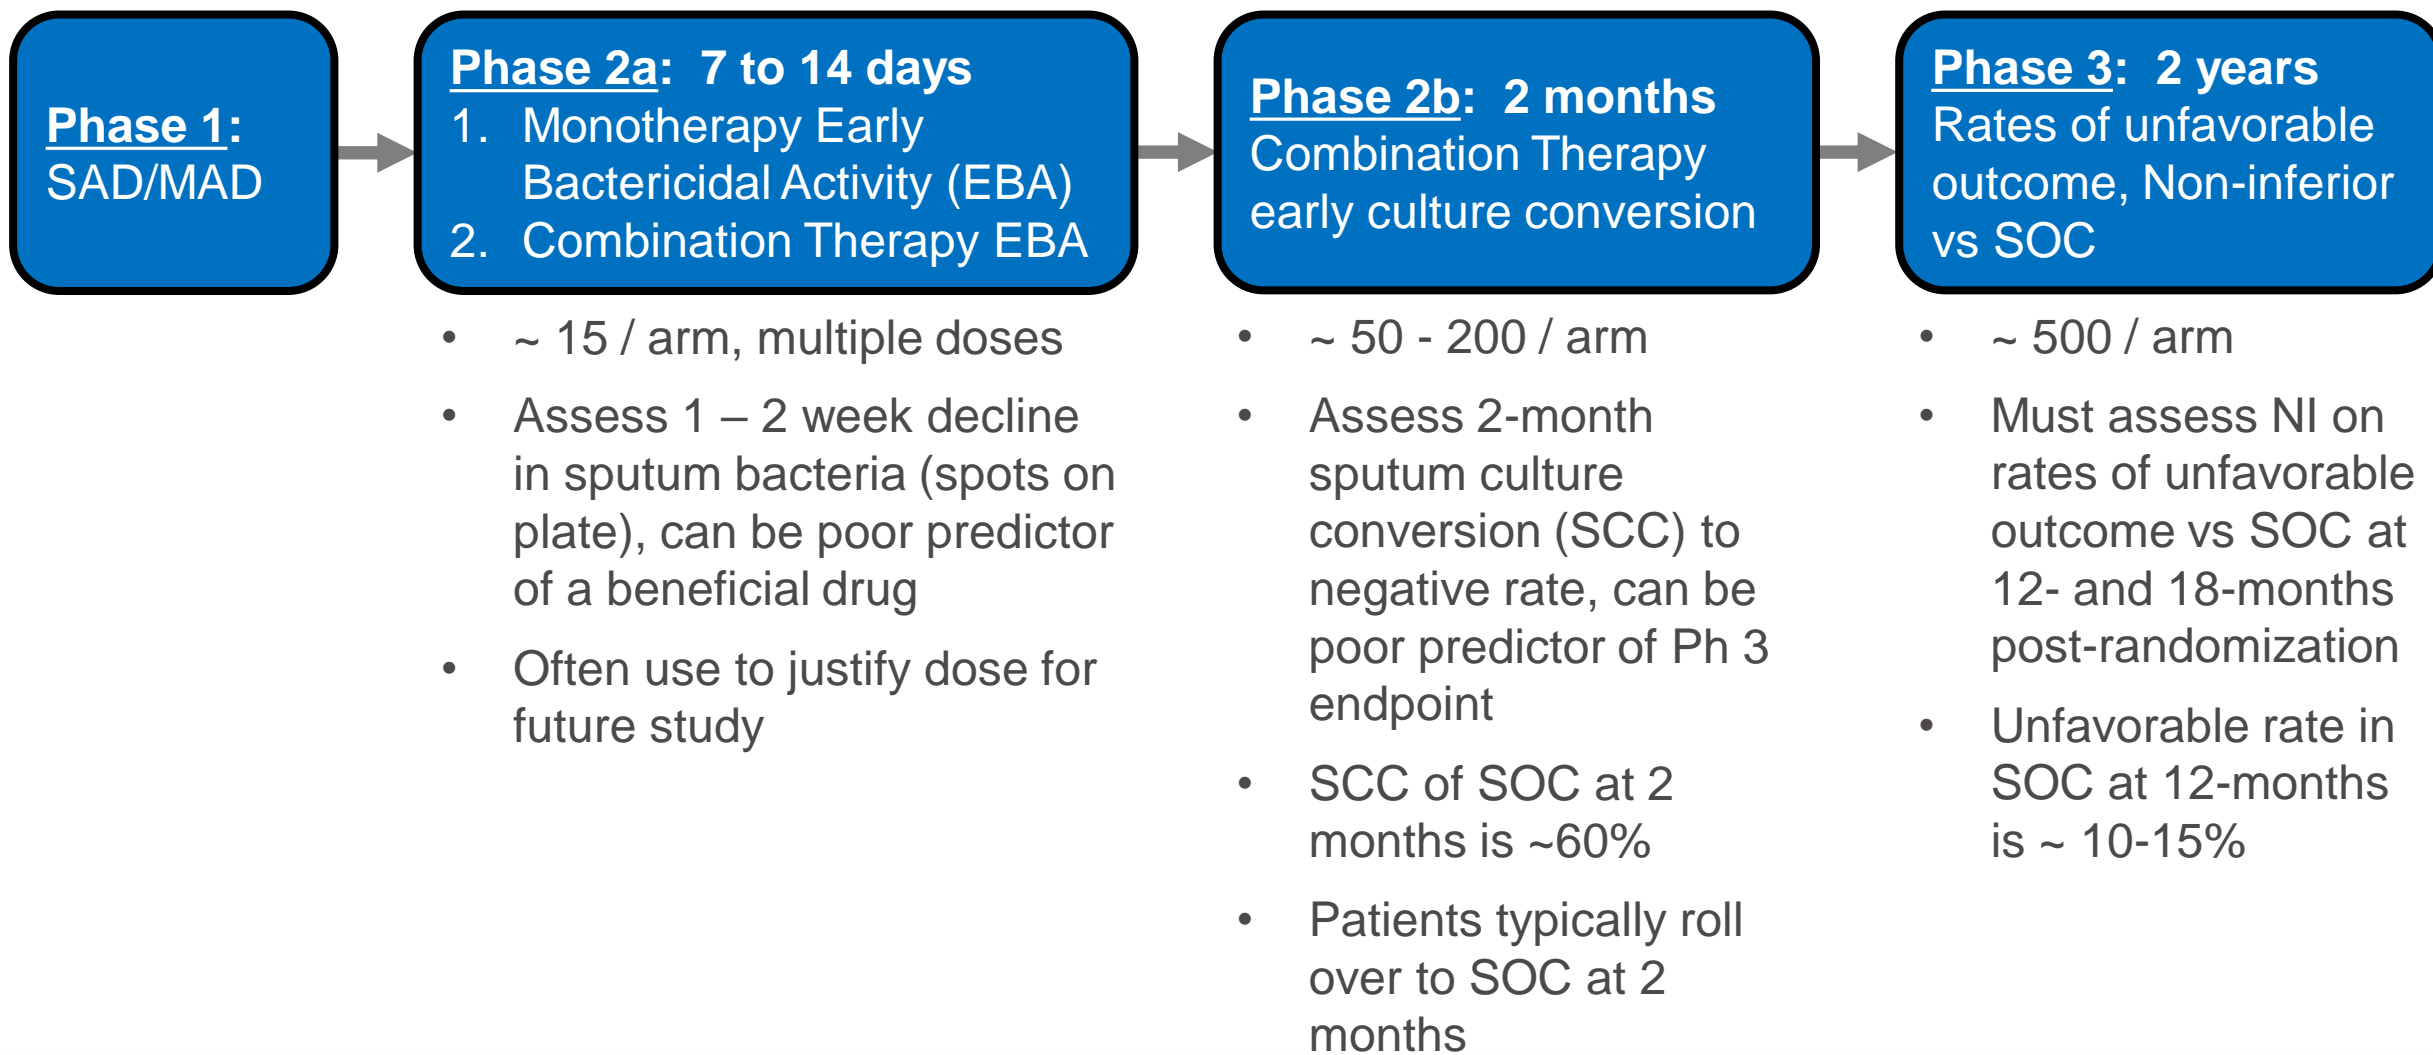 Phase 1:
SAD/MAD
Phase 2a: 7 to 14 days
1. Monotherapy Early
Bactericidal Activity (EBA)
2. Combination Therapy EBA
Phase 2b: 2 months
Combination Therapy
early culture conversion
Phase 3: 2 years
Rates of unfavorable
outcome, Non-inferior
vs SOC
• ~ 15 / arm, multiple doses
• Assess 1 – 2 week decline
in sputum bacteria (spots on
plate), can be poor predictor
of a beneficial drug
• Often use to justify dose for
future study
• ~ 50 - 200 / arm
• Assess 2-month
sputum culture
conversion (SCC) to
negative rate, can be
poor predictor of Ph 3
endpoint
• SCC of SOC at 2
months is ~60%
• Patients typically roll
over to SOC at 2
months
• ~ 500 / arm
• Must assess NI on
rates of unfavorable
outcome vs SOC at
12- and 18-months
post-randomization
• Unfavorable rate in
SOC at 12-months
is ~ 10-15%